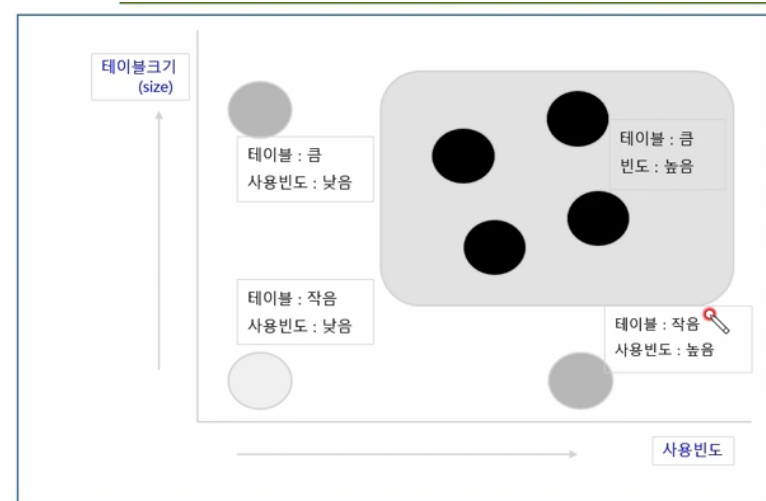 테이블크기
(size)
테이블 : 큼
사용빈도 : 낮음
테이블 : 큼
빈도 : 높음
테이블 : 작음
사용빈도 : 낮음
테이블 : 작음
사용빈도 : 높음
사용빈도